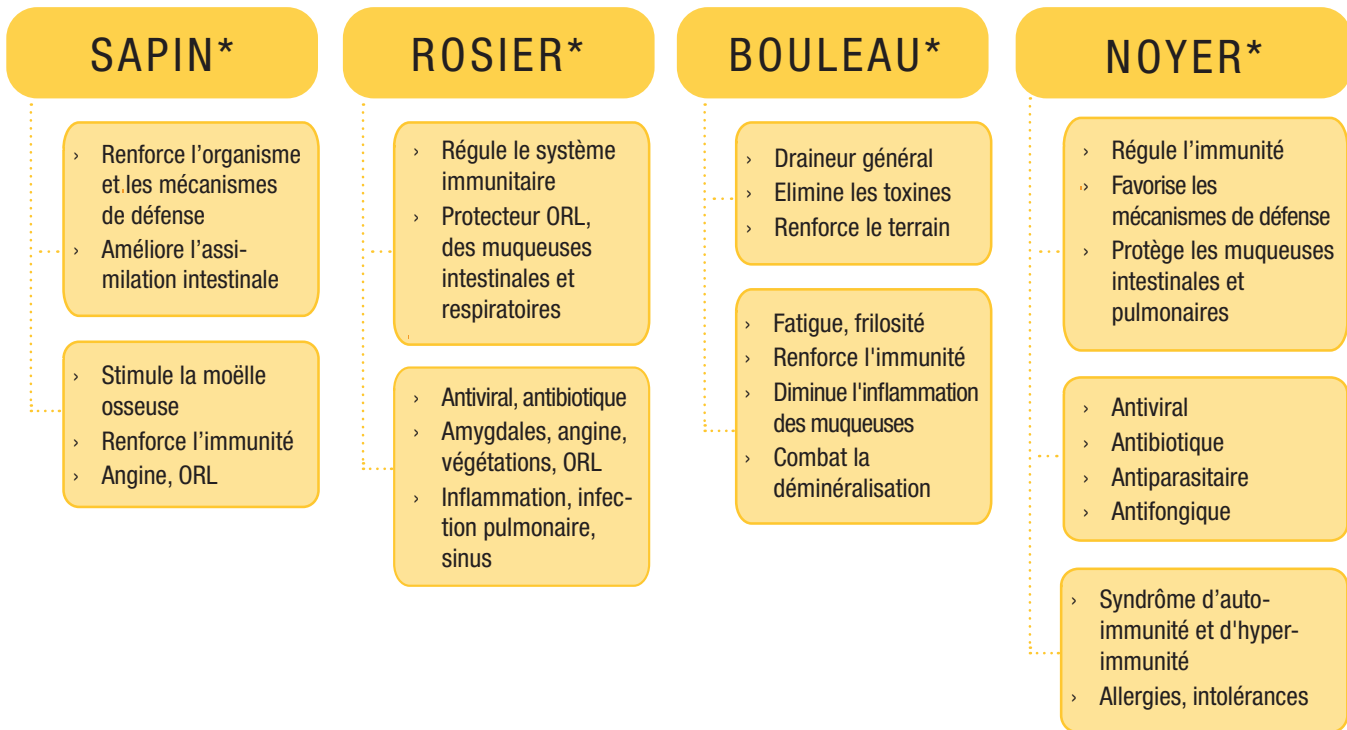 SAPIN*
› Renforce l’organisme
et les mécanismes
de défense
› Améliore l’assi-
milation intestinale
› Stimule la moëlle
osseuse
› Renforce l’immunité
› Angine, ORL
ROSIER*
› Régule le système
immunitaire
› Protecteur ORL,
des muqueuses
intestinales et
respiratoires
› Antiviral, antibiotique
› Amygdales, angine,
végétations, ORL
› Inflammation, infec-
tion pulmonaire,
sinus
BOULEAU*
› Draineur général
› Elimine les toxines
› Renforce le terrain
› Fatigue, frilosité
› Renforce l'immunité
› Diminue l'inflammation
des muqueuses
› Combat la
déminéralisation
NOYER*
› Régule l’immunité
› Favorise les
mécanismes de défense
› Protège les muqueuses
intestinales et
pulmonaires
› Antiviral
› Antibiotique
› Antiparasitaire
› Antifongique
› Syndrôme d’auto-
immunité et d'hyper-
immunité
› Allergies, intolérances